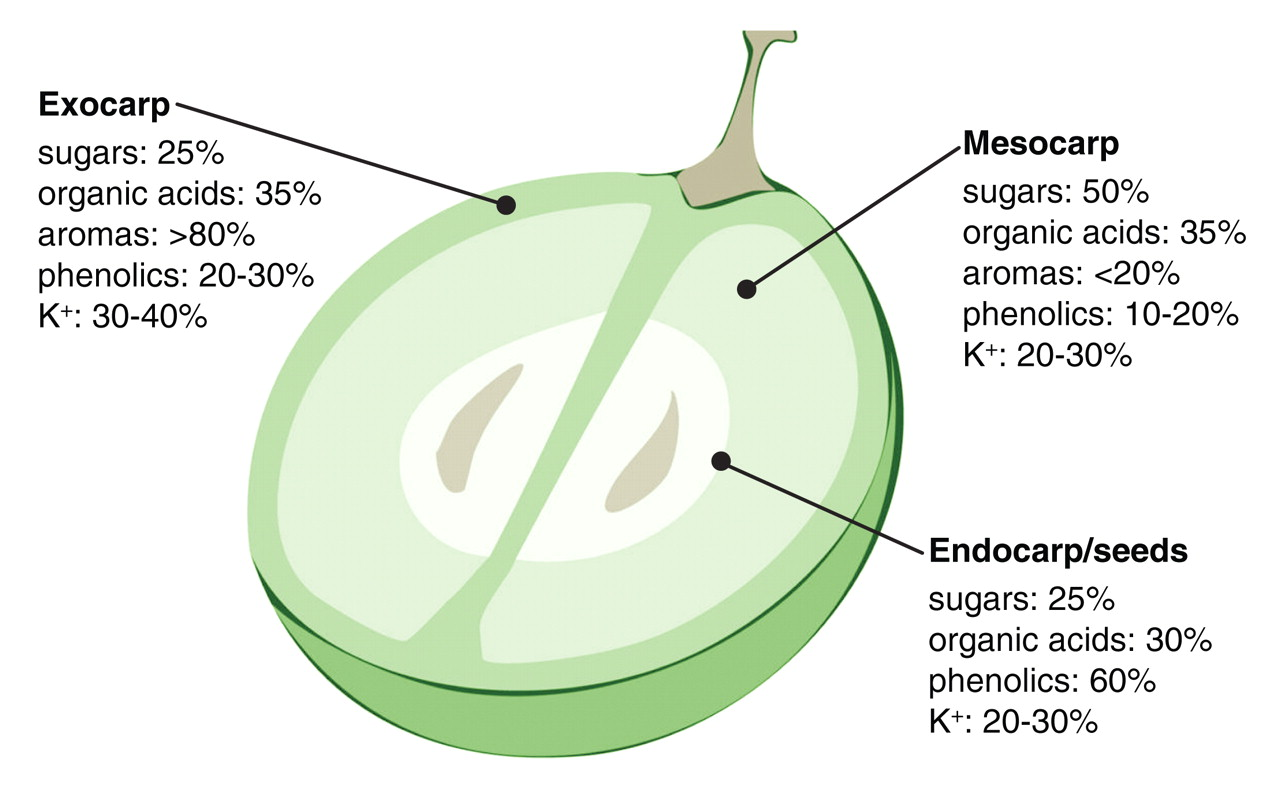 Exocarp
sugars: 25%
organic acids: 35%
aromas: >80%
phenolics: 20-30%
K⁺: 30-40%
Mesocarp
sugars: 50%
organic acids: 35%
aromas: <20%
phenolics: 10-20%
K⁺: 20-30%
Endocarp/seeds
sugars: 25%
organic acids: 30%
phenolics: 60%
K⁺: 20-30%